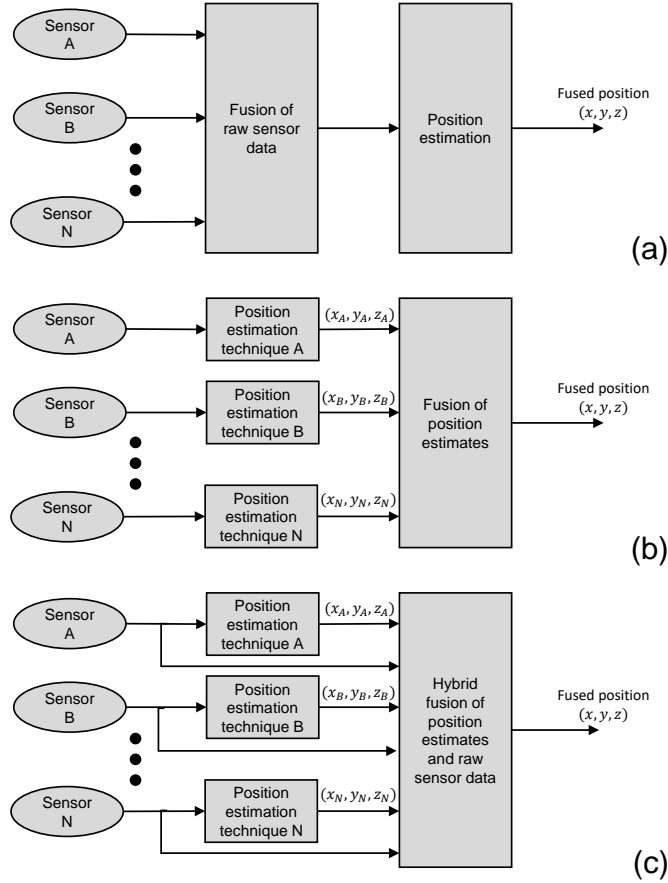 Sensor
A
Sensor
B
Sensor
N
Fusion of
raw sensor
data
Position
estimation
Fused position
(x, y, z)
(a)
Sensor
A
Sensor
B
Sensor
N
Position
estimation
technique A
Position
estimation
technique B
Position
estimation
technique N
(x_A, y_A, z_A)
(x_B, y_B, z_B)
(x_N, y_N, z_N)
Fusion of
position
estimates
Fused position
(x, y, z)
(b)
Sensor
A
Sensor
B
Sensor
N
Position
estimation
technique A
Position
estimation
technique B
Position
estimation
technique N
(x_A, y_A, z_A)
(x_B, y_B, z_B)
(x_N, y_N, z_N)
Hybrid
fusion of
position
estimates
and raw
sensor data
Fused position
(x, y, z)
(c)